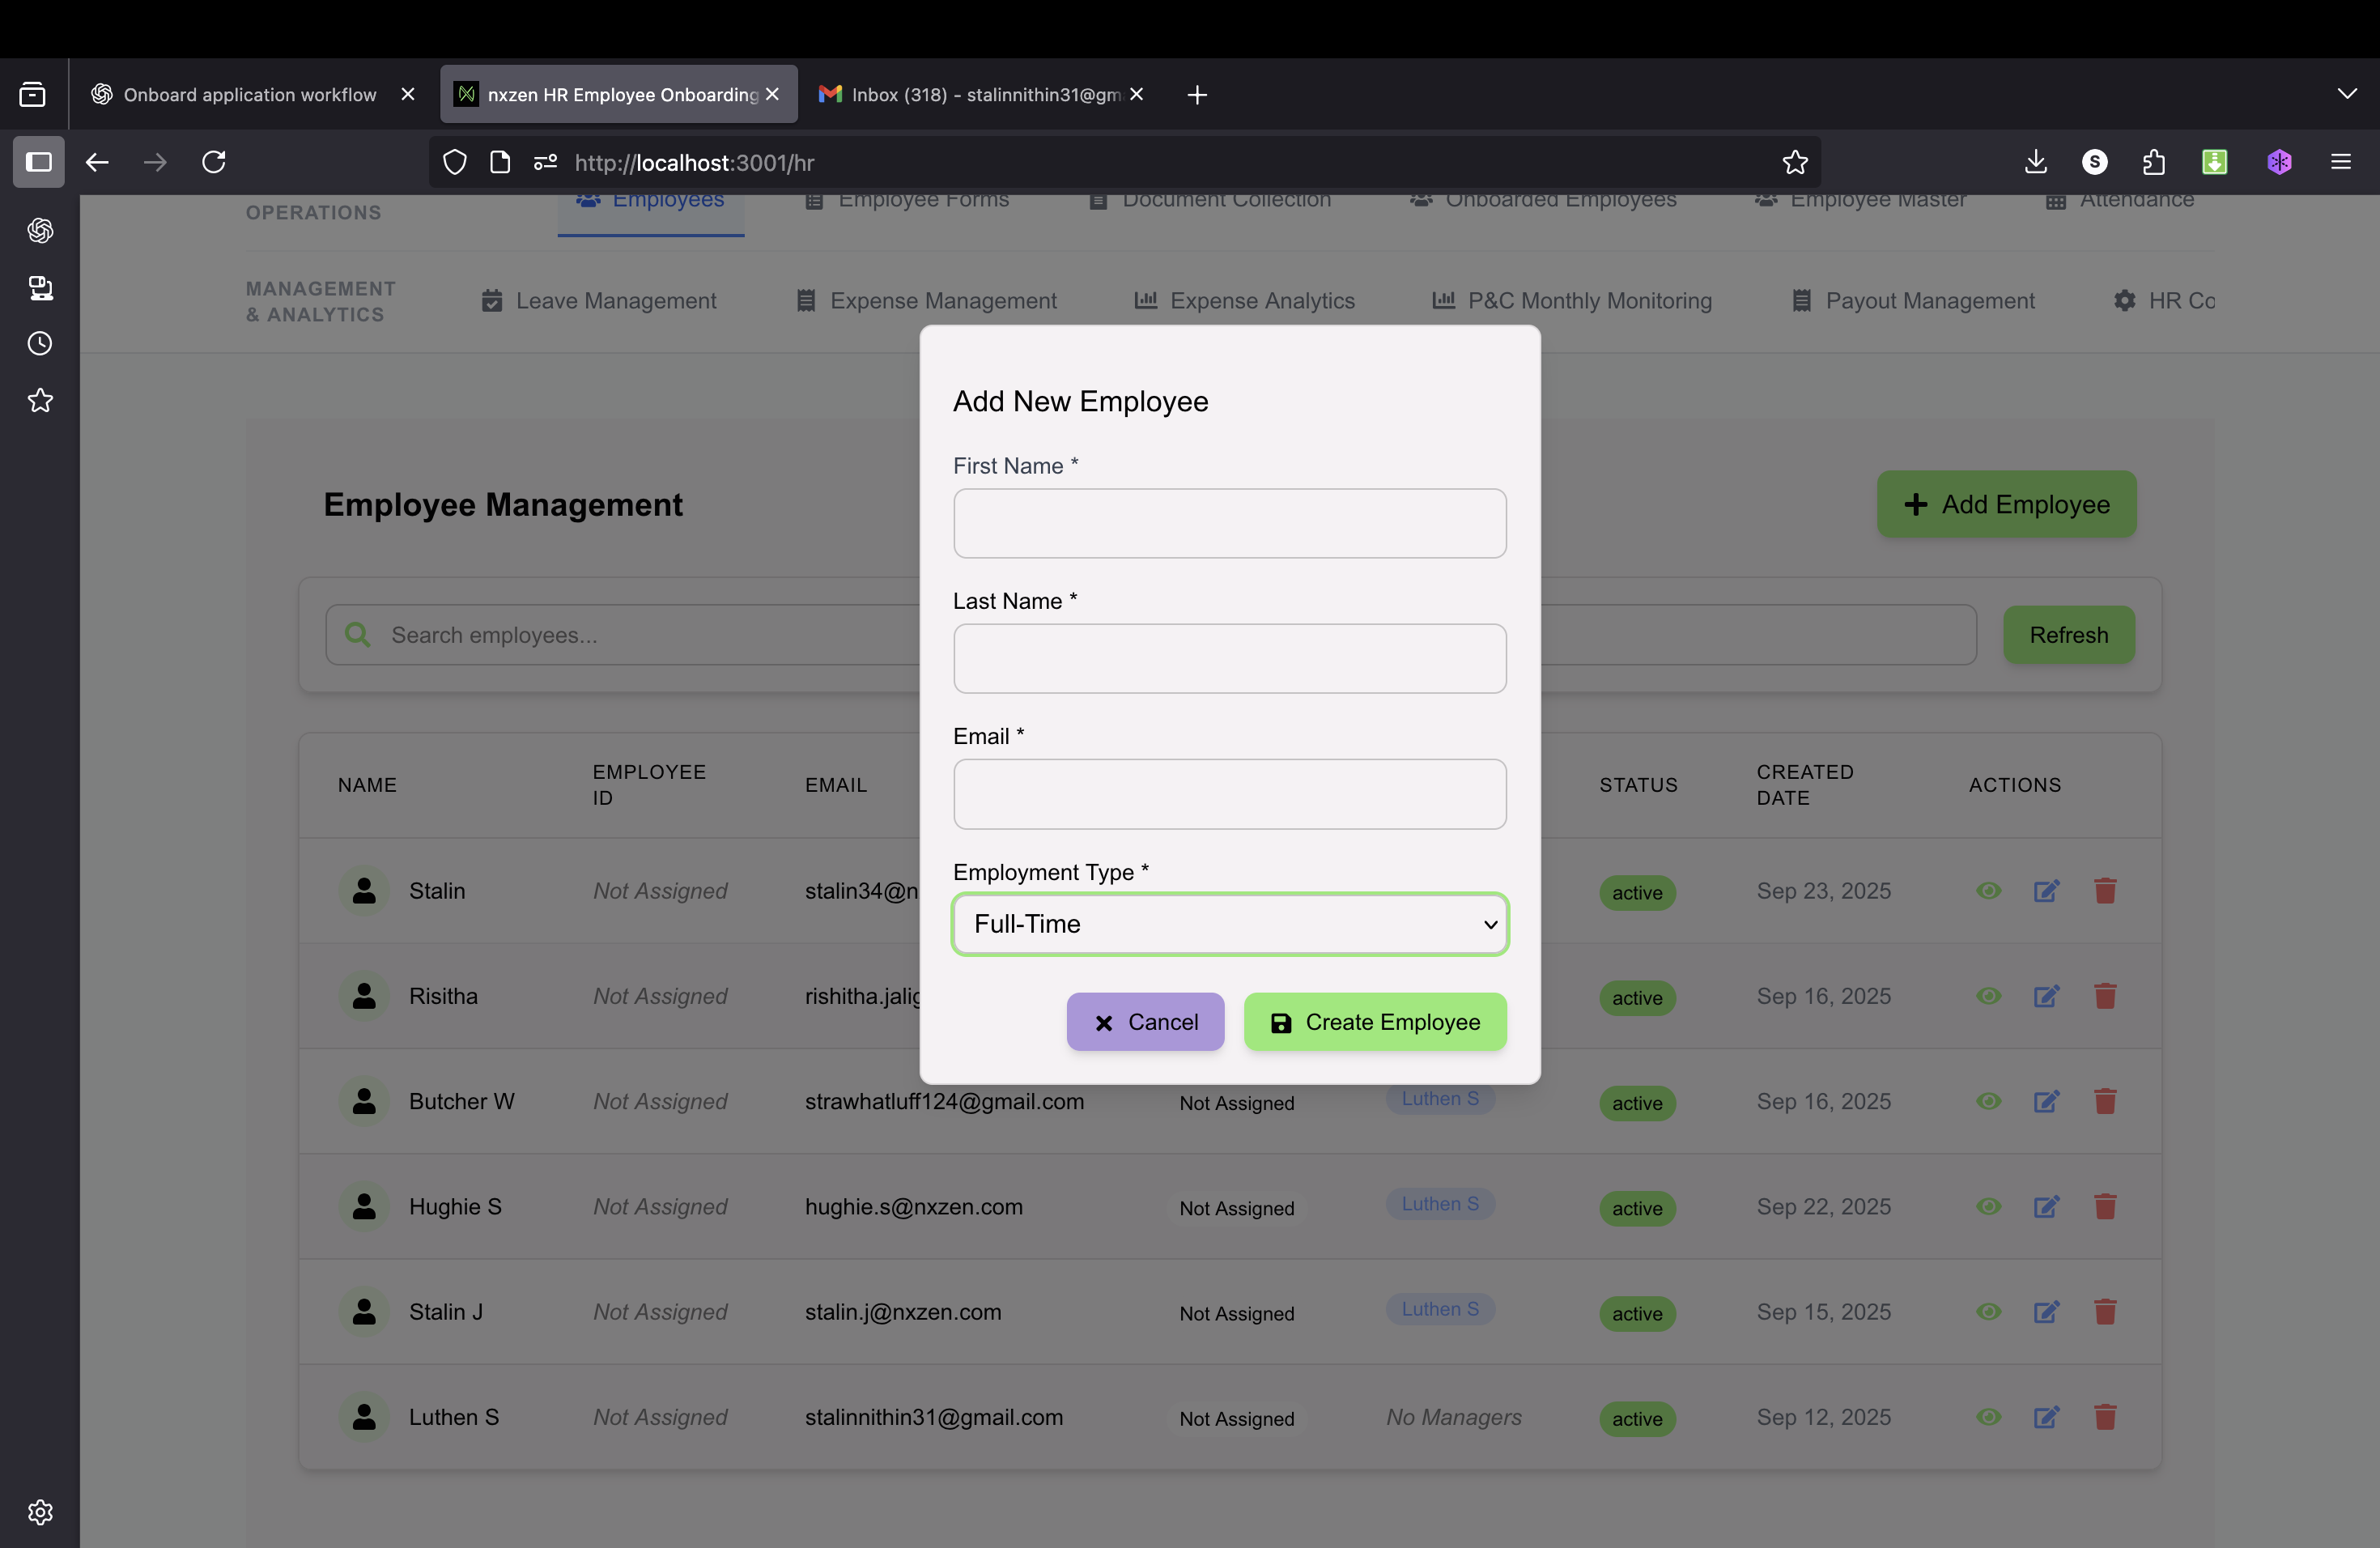 Onboard application workflow
nxzen HR Employee Onboarding
Inbox (318) - stalinnithin31@gm
http://localhost:3001/hr
S
OPERATIONS
Employees
Employee Forms
Document Collection
Onboarded Employees
Employee Master
Attendance
MANAGEMENT
& ANALYTICS
Leave Management
Expense Management
Expense Analytics
P&C Monthly Monitoring
Payout Management
HR Co
Employee Management
Add Employee
Search employees...
Refresh
NAME
EMPLOYEE
ID
EMAIL
STATUS
CREATED
DATE
ACTIONS
Stalin Not Assigned stalin34@n active Sep 23, 2025
Risitha Not Assigned rishitha.jalig active Sep 16, 2025
Butcher W Not Assigned strawhatluff124@gmail.com Not Assigned Luthen S active Sep 16, 2025
Hughie S Not Assigned hughie.s@nxzen.com Not Assigned Luthen S active Sep 22, 2025
Stalin J Not Assigned stalin.j@nxzen.com Not Assigned Luthen S active Sep 15, 2025
Luthen S Not Assigned stalinnithin31@gmail.com Not Assigned No Managers active Sep 12, 2025
Add New Employee
First Name *
Last Name *
Email *
Employment Type *
Full-Time
Cancel
Create Employee